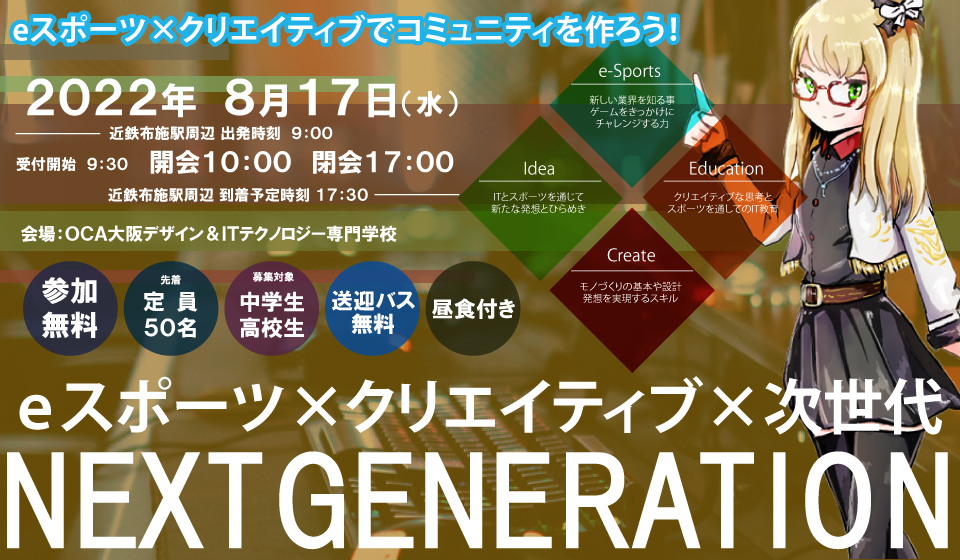 eスポーツ×クリエイティブでコミュニティを作ろう!
2022年 8月17日(水)
近鉄布施駅周辺 出発時刻 9:00
受付開始 9:30 開会10:00 閉会17:00
近鉄布施駅周辺 到着予定時刻 17:30
会場:OCA大阪デザイン&ITテクノロジー専門学校
e-Sports
新しい業界を知る事
ゲームをきっかけに
チャレンジする力
Idea
ITとスポーツを通じて
新たな発想とひらめき
Education
クリエイティブな思考と
スポーツを通してのIT教育
Create
モノづくりの基本や設計
発想を実現するスキル
参加
無料
先着
定員
50名
募集対象
中学生
高校生
送迎バス
無料
昼食付き
eスポーツ×クリエイティブ×次世代
NEXT GENERATION